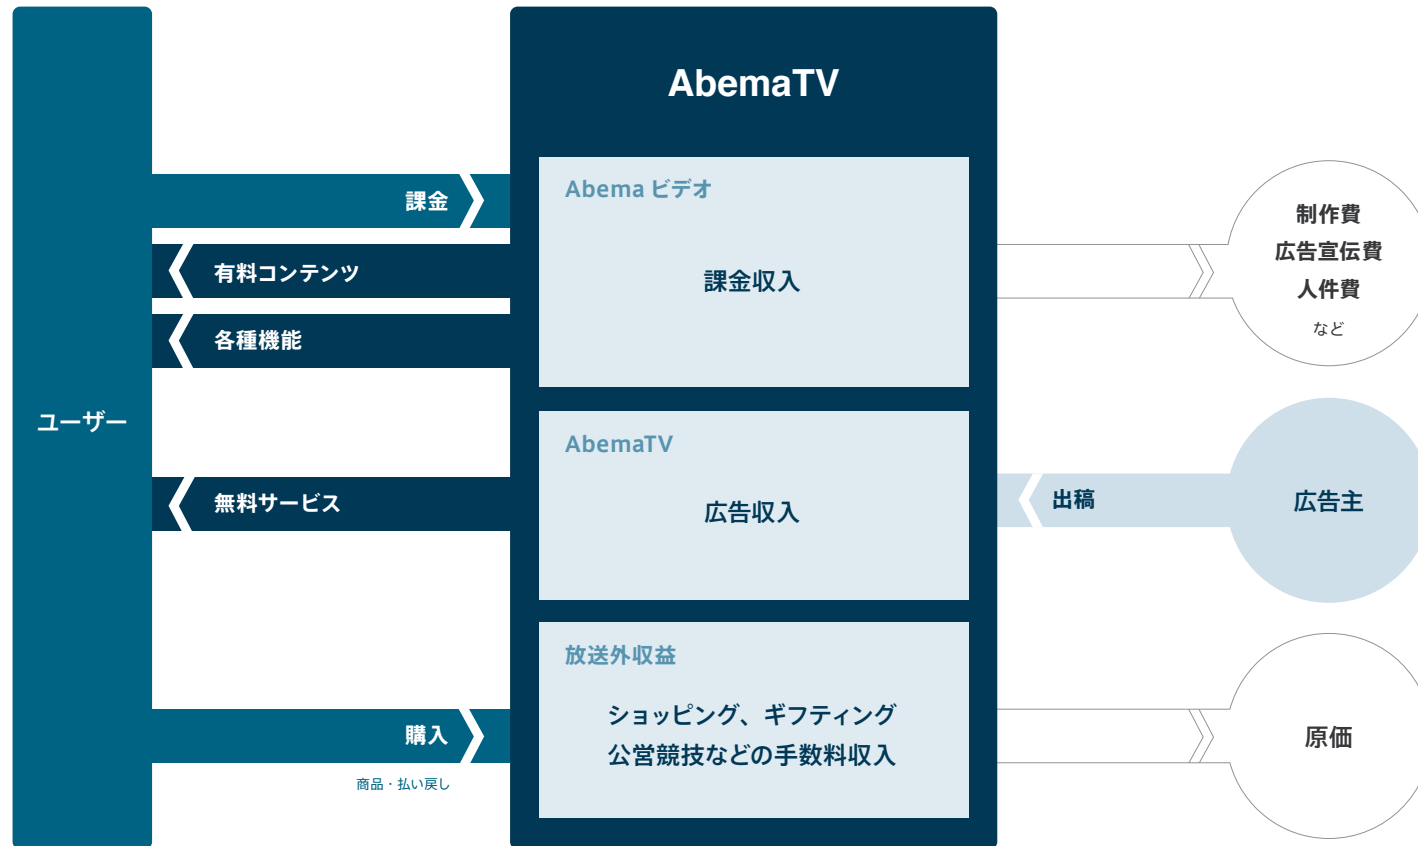 AbemaTV
ユーザー
課金
有料コンテンツ
各種機能
Abema ビデオ
課金収入
制作費
広告宣伝費
人件費
など
無料サービス
AbemaTV
広告収入
出稿
広告主
購入
商品・払い戻し
放送外収益
ショッピング、ギフティング
公営競技などの手数料収入
原価